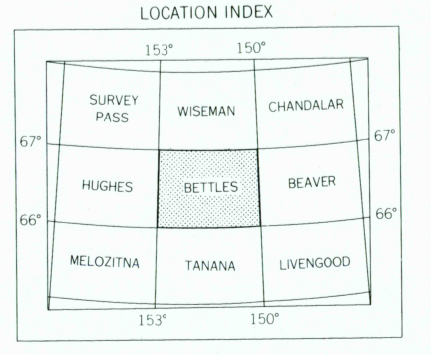 LOCATION INDEX
153° 150°
SURVEY
PASS
WISEMAN
CHANDALAR
67° 67°
HUGHES
BETTLES
BEAVER
66° 66°
MELOZITNA
TANANA
LIVENGOOD
153° 150°